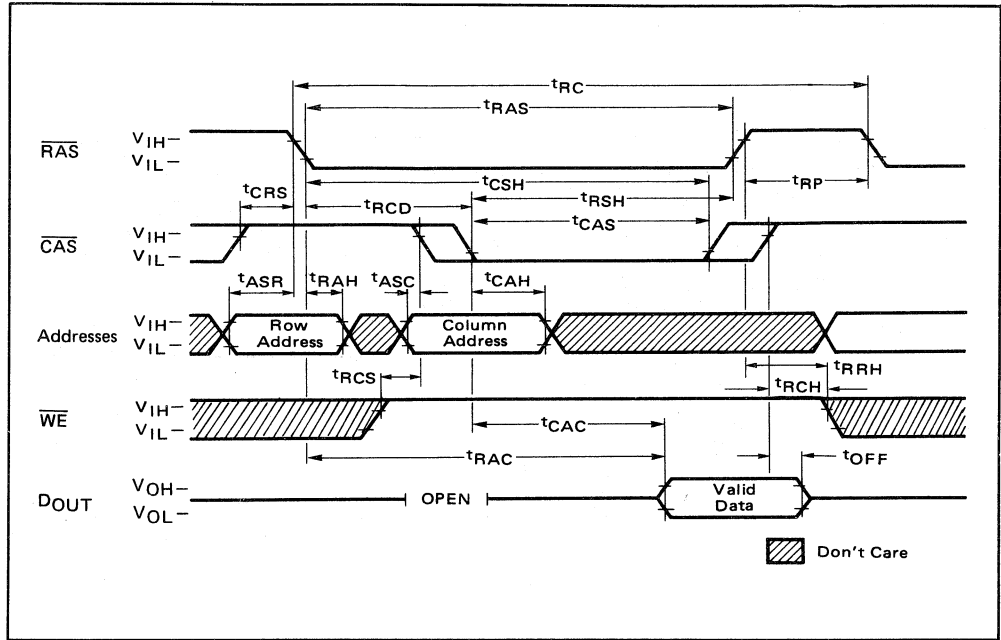 tRC
tRAS
RAS
VIH–
VIL–
tCSH
tRP
tCRS
tRCD
tRSH
tCAS
CAS
VIH–
VIL–
tASR
tRAH
tASC
tCAH
Addresses
VIH–
VIL–
Row
Address
Column
Address
tRRH
tRCS
tRCH
WE
VIH–
VIL–
tCAC
tRAC
tOFF
DOUT
VOH–
VOL–
OPEN
Valid
Data
Don't Care